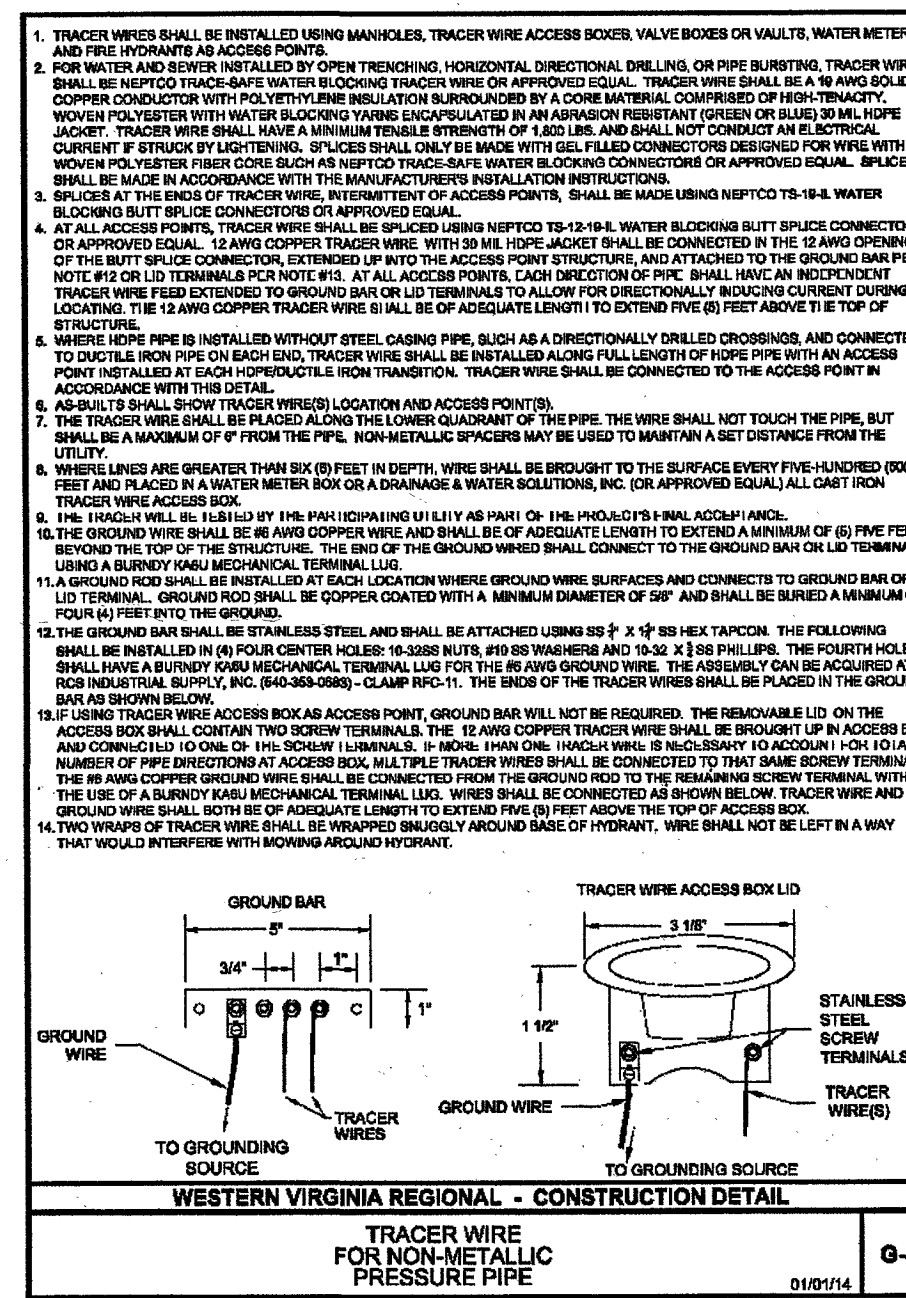 1. TRACER WIRES SHALL BE INSTALLED USING MANHOLES, TRACER WIRE ACCESS BOXES, VALVE BOXES OR VAULTS, WATER METER
AND FIRE HYDRANTS AS ACCESS POINTS.
2. FOR WATER AND SEWER INSTALLED BY OPEN TRENCHING, HORIZONTAL DIRECTIONAL DRILLING, OR PIPE BURSTING, TRACER WIR
SHALL BE NEPTCO TRACE-SAFE WATER BLOCKING TRACER WIRE OR APPROVED EQUAL. TRACER WIRE SHALL BE A 19 AWG SOLID
COPPER CONDUCTOR WITH POLYETHYLENE INSULATION SURROUNDED BY A CORE MATERIAL COMPRISED OF HIGH-TENACITY,
WOVEN POLYESTER WITH WATER BLOCKING YARNS ENCAPSULATED IN AN ABRASION RESISTANT (GREEN OR BLUE) 30 MIL HDPE
JACKET. TRACER WIRE SHALL HAVE A MINIMUM TENSILE STRENGTH OF 1,800 LBS. AND SHALL NOT CONDUCT AN ELECTRICAL
CURRENT IF STRUCK BY LIGHTENING. SPLICES SHALL ONLY BE MADE WITH GEL FILLED CONNECTORS DESIGNED FOR WIRE WITH
WOVEN POLYESTER FIBER CORE SUCH AS NEPTCO TRACE-SAFE WATER BLOCKING CONNECTORS OR APPROVED EQUAL. SPLICE
SHALL BE MADE IN ACCORDANCE WITH THE MANUFACTURER'S INSTALLATION INSTRUCTIONS.
3. SPLICES AT THE ENDS OF TRACER WIRE, INTERMITTENT OF ACCESS POINTS, SHALL BE MADE USING NEPTCO TS-19-IL WATER
BLOCKING BUTT SPLICE CONNECTORS OR APPROVED EQUAL.
4. AT ALL ACCESS POINTS, TRACER WIRE SHALL BE SPLICED USING NEPTCO TS-12-19-IL WATER BLOCKING BUTT SPLICE CONNECTO
OR APPROVED EQUAL. 12 AWG COPPER TRACER WIRE WITH 30 MIL HDPE JACKET SHALL BE CONNECTED IN THE 12 AWG OPENING
OF THE BUTT SPLICE CONNECTOR, EXTENDED UP INTO THE ACCESS POINT STRUCTURE, AND ATTACHED TO THE GROUND BAR PE
NOTE #12 OR LID TERMINALS PER NOTE #13. AT ALL ACCESS POINTS, EACH DIRECTION OF PIPE SHALL HAVE AN INDEPENDENT
TRACER WIRE FEED EXTENDED TO GROUND BAR OR LID TERMINALS TO ALLOW FOR DIRECTIONALLY INDUCING CURRENT DURING
LOCATING. THE 12 AWG COPPER TRACER WIRE SHALL BE OF ADEQUATE LENGTH TO EXTEND FIVE (5) FEET ABOVE THE TOP OF
STRUCTURE.
5. WHERE HDPE PIPE IS INSTALLED WITHOUT STEEL CASING PIPE, SUCH AS A DIRECTIONALLY DRILLED CROSSINGS, AND CONNECTE
TO DUCTILE IRON PIPE ON EACH END, TRACER WIRE SHALL BE INSTALLED ALONG FULL LENGTH OF HDPE PIPE WITH AN ACCESS
POINT INSTALLED AT EACH HDPE/DUCTILE IRON TRANSITION. TRACER WIRE SHALL BE CONNECTED TO THE ACCESS POINT IN
ACCORDANCE WITH THIS DETAIL.
6. AS-BUILTS SHALL SHOW TRACER WIRE(S) LOCATION AND ACCESS POINT(S).
7. THE TRACER WIRE SHALL BE PLACED ALONG THE LOWER QUADRANT OF THE PIPE. THE WIRE SHALL NOT TOUCH THE PIPE, BUT
SHALL BE A MAXIMUM OF 6" FROM THE PIPE. NON-METALLIC SPACERS MAY BE USED TO MAINTAIN A SET DISTANCE FROM THE
UTILITY.
8. WHERE LINES ARE GREATER THAN SIX (6) FEET IN DEPTH, WIRE SHALL BE BROUGHT TO THE SURFACE EVERY FIVE-HUNDRED (500
FEET AND PLACED IN A WATER METER BOX OR A DRAINAGE & WATER SOLUTIONS, INC. (OR APPROVED EQUAL) ALL CAST IRON
TRACER WIRE ACCESS BOX.
9. THE TRACER WILL BE TESTED BY THE PARTICIPATING UTILITY AS PART OF THE PROJECT'S FINAL ACCEPTANCE.
10. THE GROUND WIRE SHALL BE #6 AWG COPPER WIRE AND SHALL BE OF ADEQUATE LENGTH TO EXTEND A MINIMUM OF (5) FIVE FEE
BEYOND THE TOP OF THE STRUCTURE. THE END OF THE GROUND WIRED SHALL CONNECT TO THE GROUND BAR OR LID TERMINA
USING A BURNDY KA6U MECHANICAL TERMINAL LUG.
11. A GROUND ROD SHALL BE INSTALLED AT EACH LOCATION WHERE GROUND WIRE SURFACES AND CONNECTS TO GROUND BAR OR
LID TERMINAL. GROUND ROD SHALL BE COPPER COATED WITH A MINIMUM DIAMETER OF 5/8" AND SHALL BE BURIED A MINIMUM
FOUR (4) FEET INTO THE GROUND.
12. THE GROUND BAR SHALL BE STAINLESS STEEL AND SHALL BE ATTACHED USING SS X SS HEX TAPCON. THE FOLLOWING
SHALL BE INSTALLED IN (4) FOUR CENTER HOLES: 10-32SS NUTS, #10 SS WASHERS AND 10-32 X SS PHILLIPS. THE FOURTH HOLE
SHALL HAVE A BURNDY KA6U MECHANICAL TERMINAL LUG FOR THE #6 AWG GROUND WIRE. THE ASSEMBLY CAN BE ACQUIRED A
RCS INDUSTRIAL SUPPLY, INC. - CLAMP RFC-11. THE ENDS OF THE TRACER WIRES SHALL BE PLACED IN THE GROU
BAR AS SHOWN BELOW.
13. IF USING TRACER WIRE ACCESS BOX AS ACCESS POINT, GROUND BAR WILL NOT BE REQUIRED. THE REMOVABLE LID ON THE
ACCESS BOX SHALL CONTAIN TWO SCREW TERMINALS. THE 12 AWG COPPER TRACER WIRE SHALL BE BROUGHT UP IN ACCESS B
AND CONNECTED TO ONE OF THE SCREW TERMINALS. IF MORE THAN ONE TRACER WIRE IS NECESSARY TO ACCOUNT FOR TOTA
NUMBER OF PIPE DIRECTIONS AT ACCESS BOX, MULTIPLE TRACER WIRES SHALL BE CONNECTED TO THAT SAME SCREW TERMINA
THE #6 AWG COPPER GROUND WIRE SHALL BE CONNECTED FROM THE GROUND ROD TO THE REMAINING SCREW TERMINAL WITH
THE USE OF A BURNDY KA6U MECHANICAL TERMINAL LUG. WIRES SHALL BE CONNECTED AS SHOWN BELOW. TRACER WIRE AND
GROUND WIRE SHALL BOTH BE OF ADEQUATE LENGTH TO EXTEND FIVE (5) FEET ABOVE THE TOP OF ACCESS BOX.
14. TWO WRAPS OF TRACER WIRE SHALL BE WRAPPED SNUGGLY AROUND BASE OF HYDRANT. WIRE SHALL NOT BE LEFT IN A WAY
THAT WOULD INTERFERE WITH MOWING AROUND HYDRANT.
GROUND BAR
5"
3/4"
1"
1"
GROUND
WIRE
TRACER
WIRES
TO GROUNDING
SOURCE
TRACER WIRE ACCESS BOX LID
3 1/8"
1 1/2"
STAINLESS
STEEL
SCREW
TERMINALS
GROUND WIRE
TRACER
WIRE(S)
TO GROUNDING SOURCE
WESTERN VIRGINIA REGIONAL - CONSTRUCTION DETAIL
TRACER WIRE
FOR NON-METALLIC
PRESSURE PIPE
01/01/14
G-